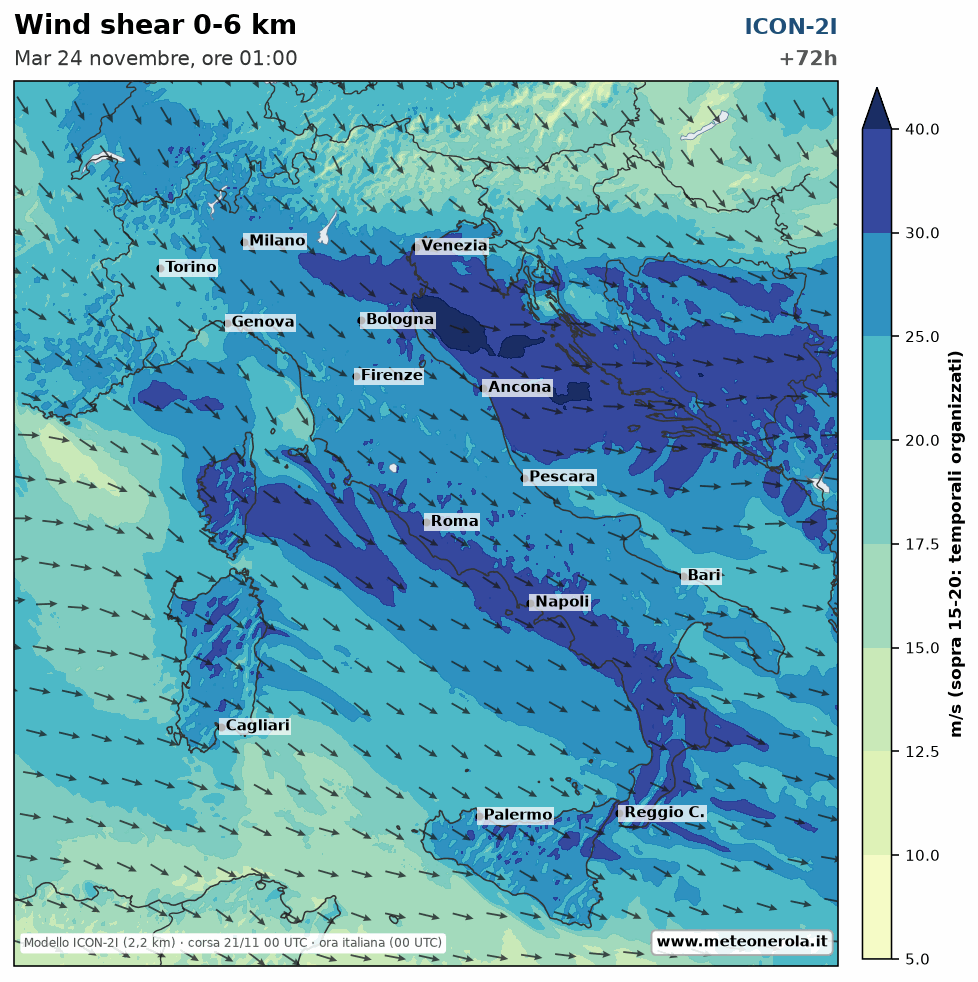 Wind shear 0-6 km
ICON-2I
Mar 24 novembre, ore 01:00
+72h
40.0
30.0
25.0
20.0
17.5
15.0
12.5
10.0
5.0
m/s (sopra 15-20: temporali organizzati)
Milano
Venezia
Torino
Genova
Bologna
Firenze
Ancona
Pescara
Roma
Bari
Napoli
Cagliari
Palermo
Reggio C.
Modello ICON-2I (2,2 km) · corsa 21/11 00 UTC · ora italiana (00 UTC)
www.meteonerola.it